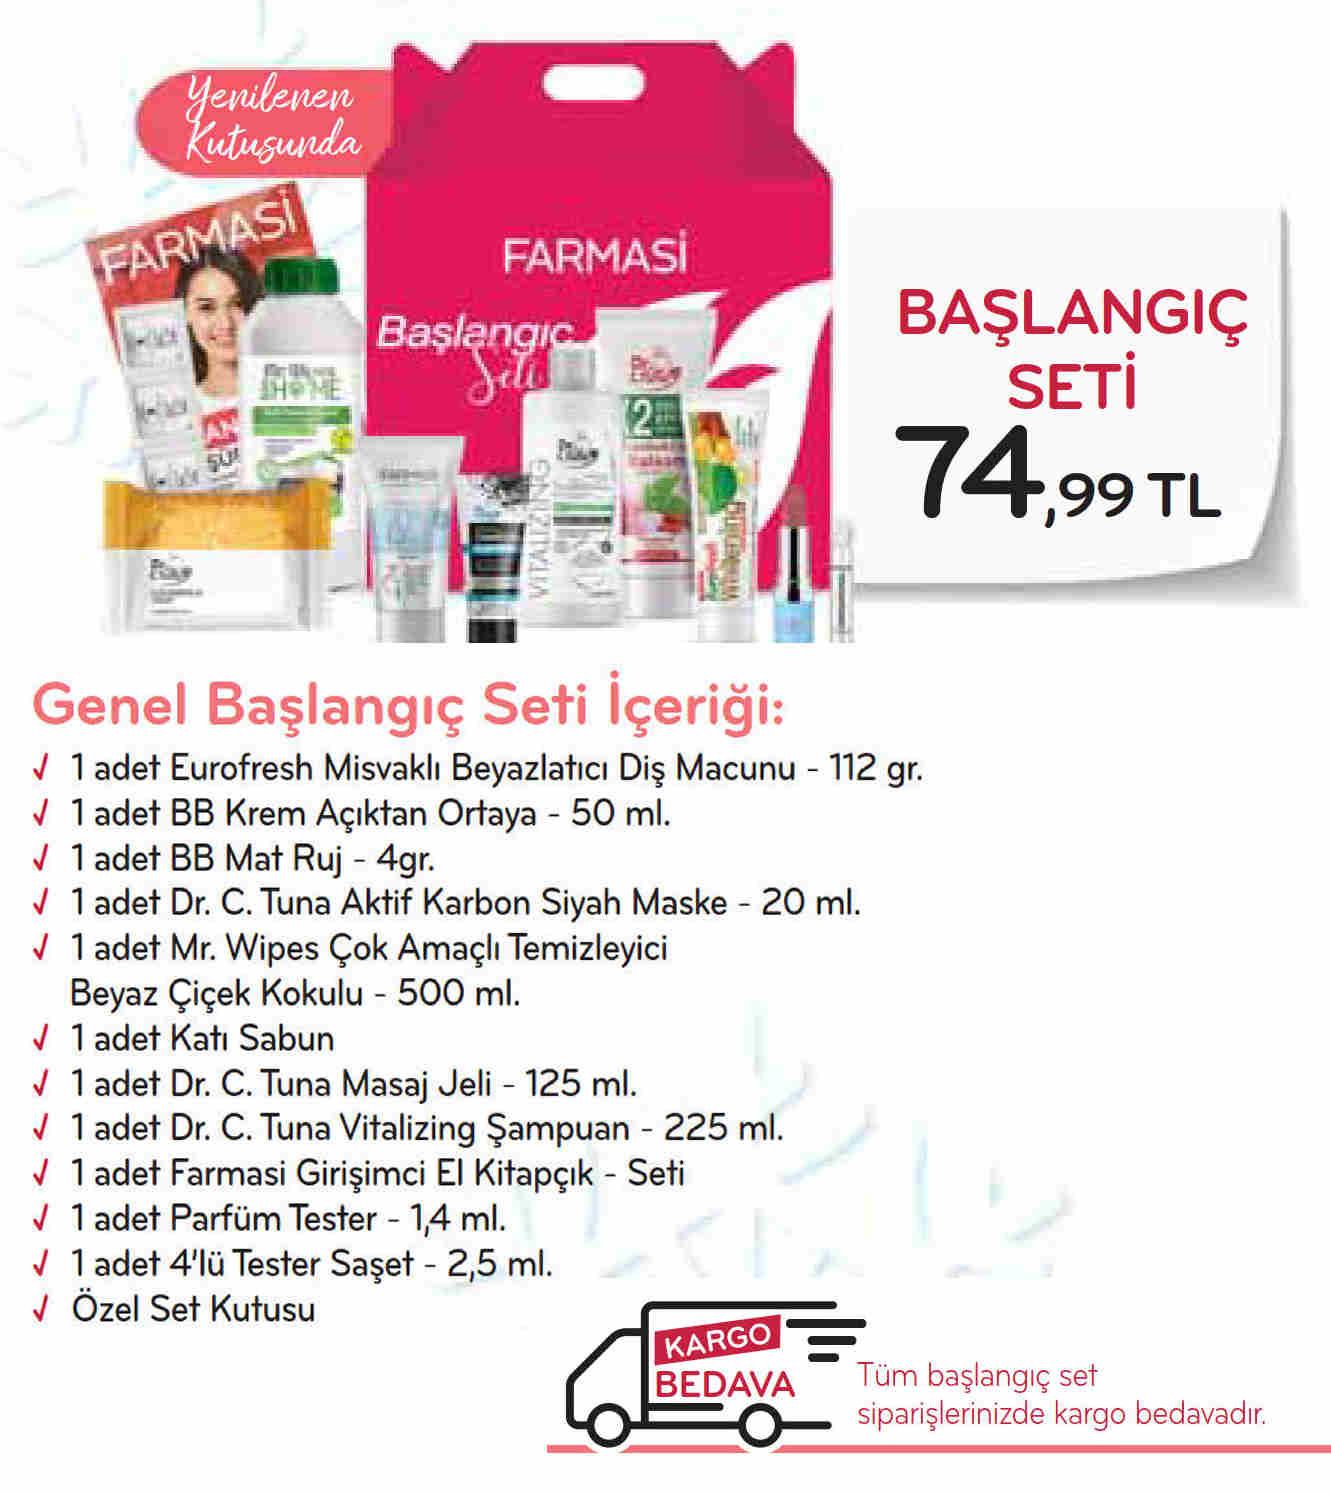 Yenilenen
Kutusunda
FARMASİ
FARMASİ
Başlangıç
Seti
VITALIZING
BAŞLANGIÇ
SETİ
74,99 TL
Genel Başlangıç Seti İçeriği:
√ 1 adet Eurofresh Misvaklı Beyazlatıcı Diş Macunu - 112 gr.
√ 1 adet BB Krem Açıktan Ortaya - 50 ml.
√ 1 adet BB Mat Ruj - 4gr.
√ 1 adet Dr. C. Tuna Aktif Karbon Siyah Maske - 20 ml.
√ 1 adet Mr. Wipes Çok Amaçlı Temizleyici
Beyaz Çiçek Kokulu - 500 ml.
√ 1 adet Katı Sabun
√ 1 adet Dr. C. Tuna Masaj Jeli - 125 ml.
√ 1 adet Dr. C. Tuna Vitalizing Şampuan - 225 ml.
√ 1 adet Farmasi Girişimci El Kitapçık - Seti
√ 1 adet Parfüm Tester - 1,4 ml.
√ 1 adet 4'lü Tester Saşet - 2,5 ml.
√ Özel Set Kutusu
KARGO
BEDAVA
Tüm başlangıç set
siparişlerinizde kargo bedavadır.